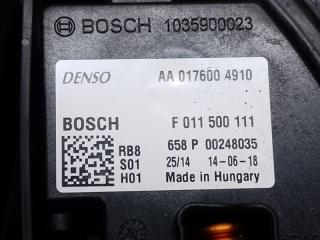 BOSCH 1035900023
DENSO AA 017600 4910
BOSCH F 011 500 111
RB8 658 P 00248035
S01 25/14 14-06-18
H01 Made in Hungary